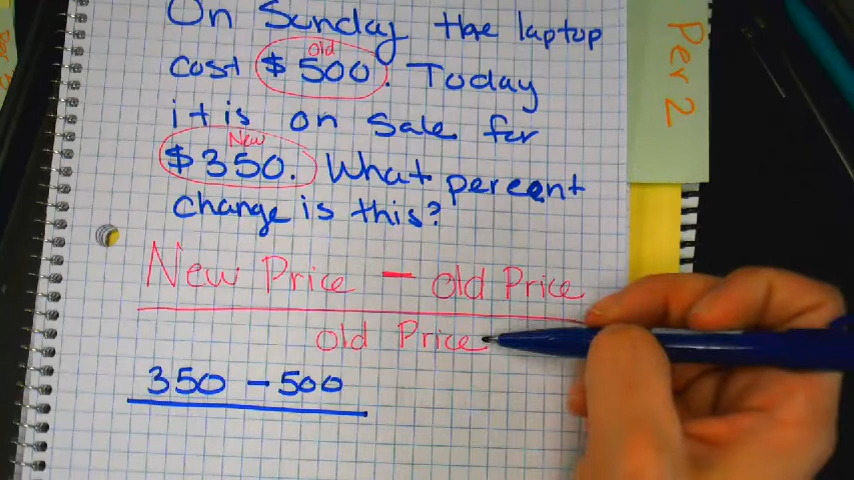 On Sunday the laptop
Old
cost $500. Today
it is on sale for
New
$350. What percent
change is this?
New Price - Old Price
Old Price
350 - 500
Per 2